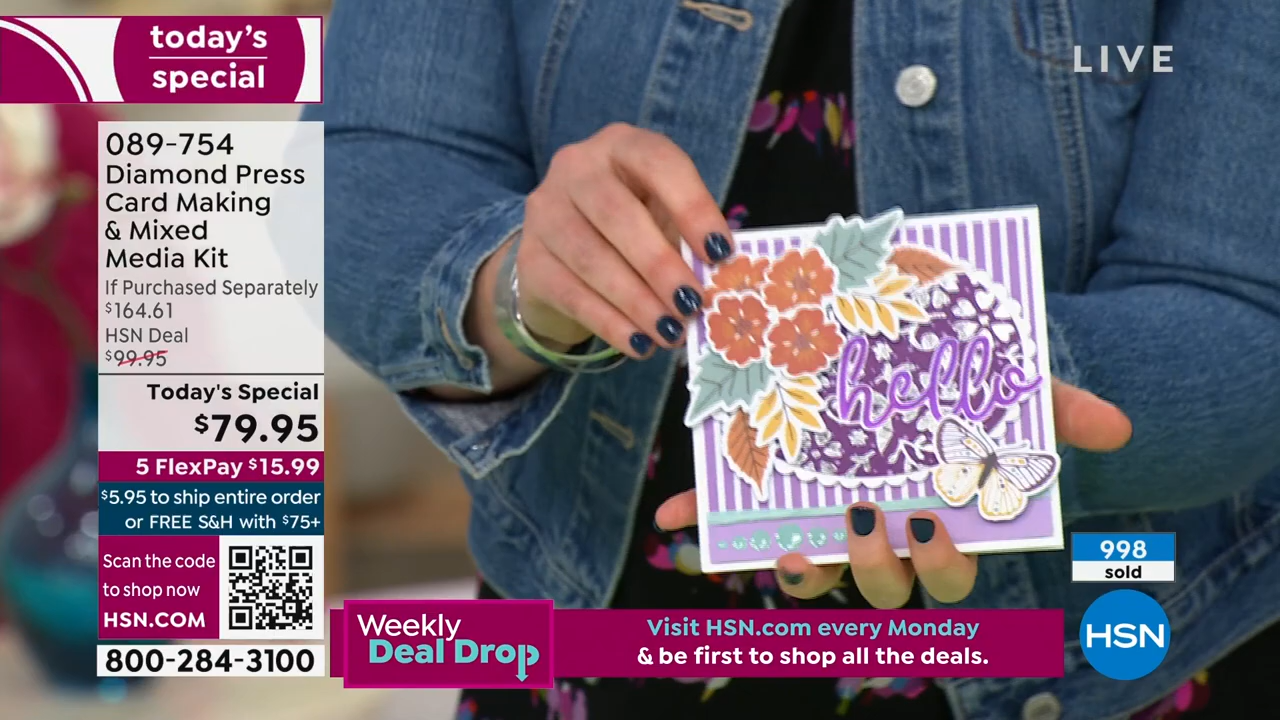 today's
special
LIVE
089-754
Diamond Press
Card Making
& Mixed
Media Kit
If Purchased Separately
$164.61
HSN Deal
$99.95
Today's Special
$79.95
5 FlexPay $15.99
$5.95 to ship entire order
or FREE S&H with $75+
Scan the code
to shop now
HSN.COM
800-284-3100
hello
998
sold
HSN
Weekly
Deal Drop
Visit HSN.com every Monday
& be first to shop all the deals.